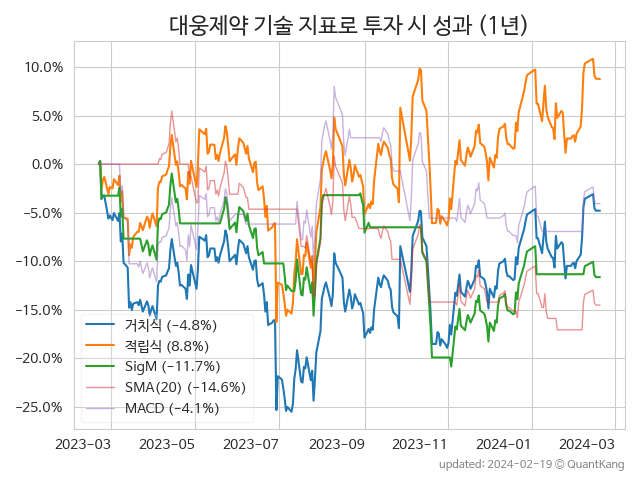 대웅제약 기술 지표로 투자 시 성과 (1년)
10.0%
5.0%
0.0%
−5.0%
−10.0%
−15.0%
−20.0%
−25.0%
거치식 (−4.8%)
적립식 (8.8%)
SigM (−11.7%)
SMA(20) (−14.6%)
MACD (−4.1%)
2023-03 2023-05 2023-07 2023-09 2023-11 2024-01 2024-03
updated: 2024-02-19 ⓒ QuantKang